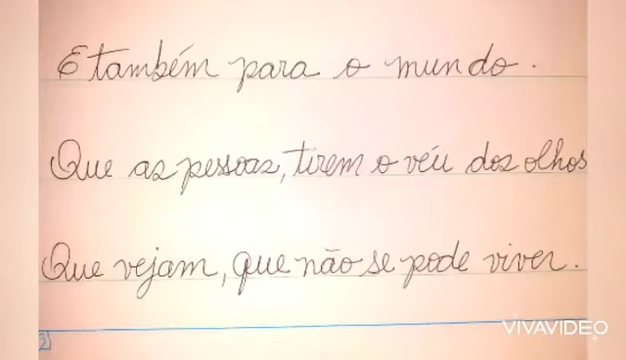 E também para o mundo.
Que as pessoas, tirem o véu dos olhos
Que vejam, que não se pode viver.
VIVAVIDEO